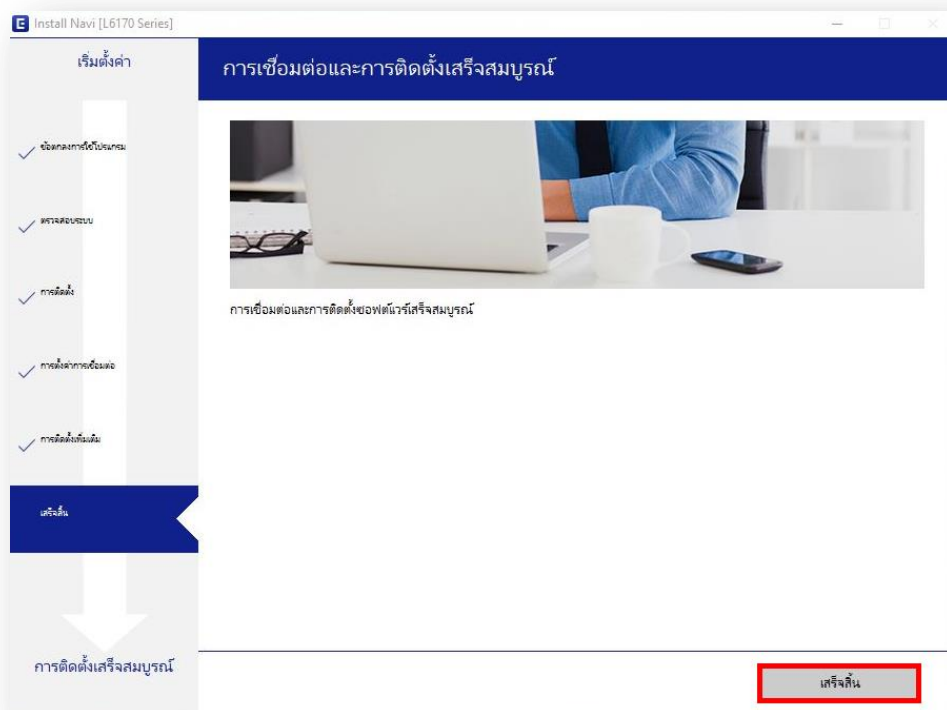 E Install Navi [L6170 Series]
เริ่มตั้งค่า
การเชื่อมต่อและการติดตั้งเสร็จสมบูรณ์
ข้อตกลงการใช้โปรแกรม
ตรวจสอบระบบ
การติดตั้ง
การเชื่อมต่อและการติดตั้งซอฟต์แวร์เสร็จสมบูรณ์
การตั้งค่าการเชื่อมต่อ
การติดตั้งเพิ่มเติม
เสร็จสิ้น
การติดตั้งเสร็จสมบูรณ์
เสร็จสิ้น